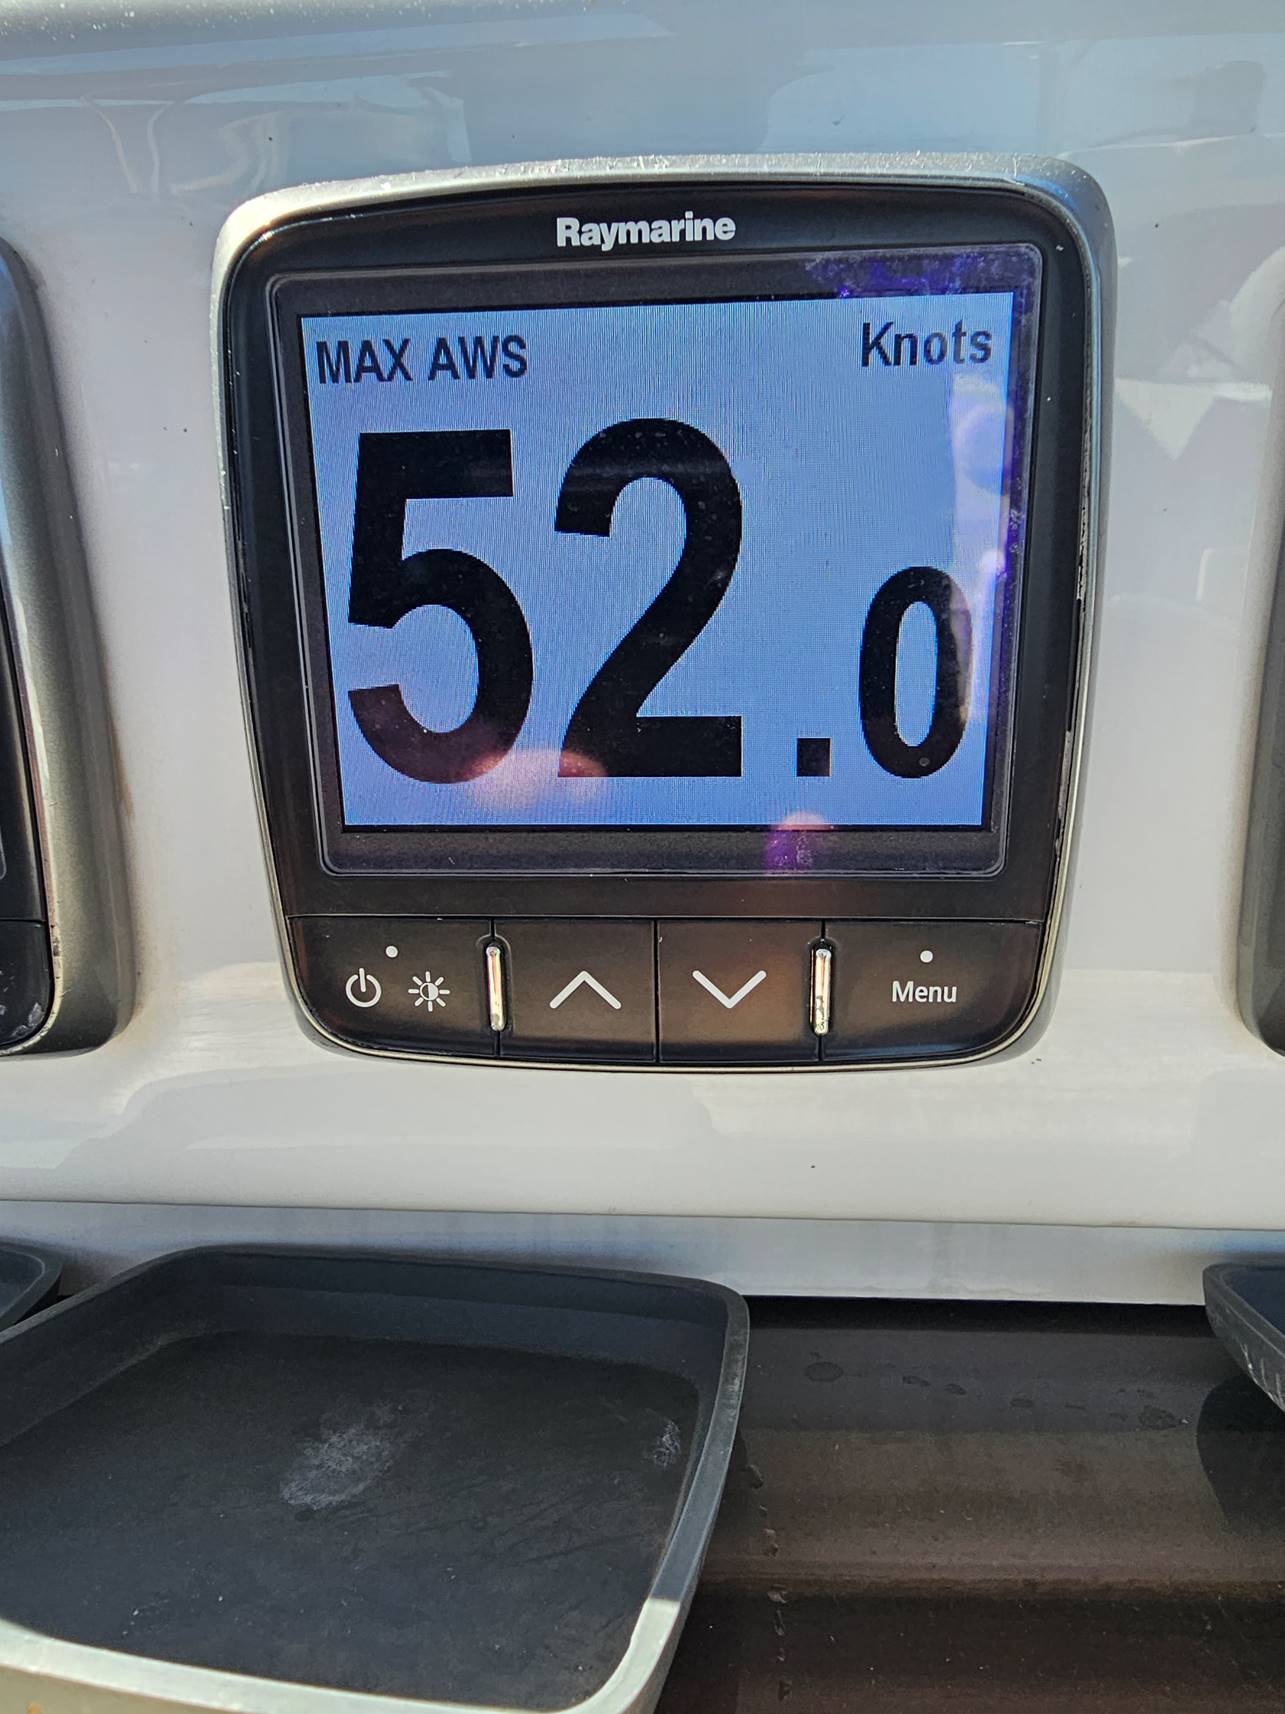 Raymarine
MAX AWS Knots
52.0
Menu